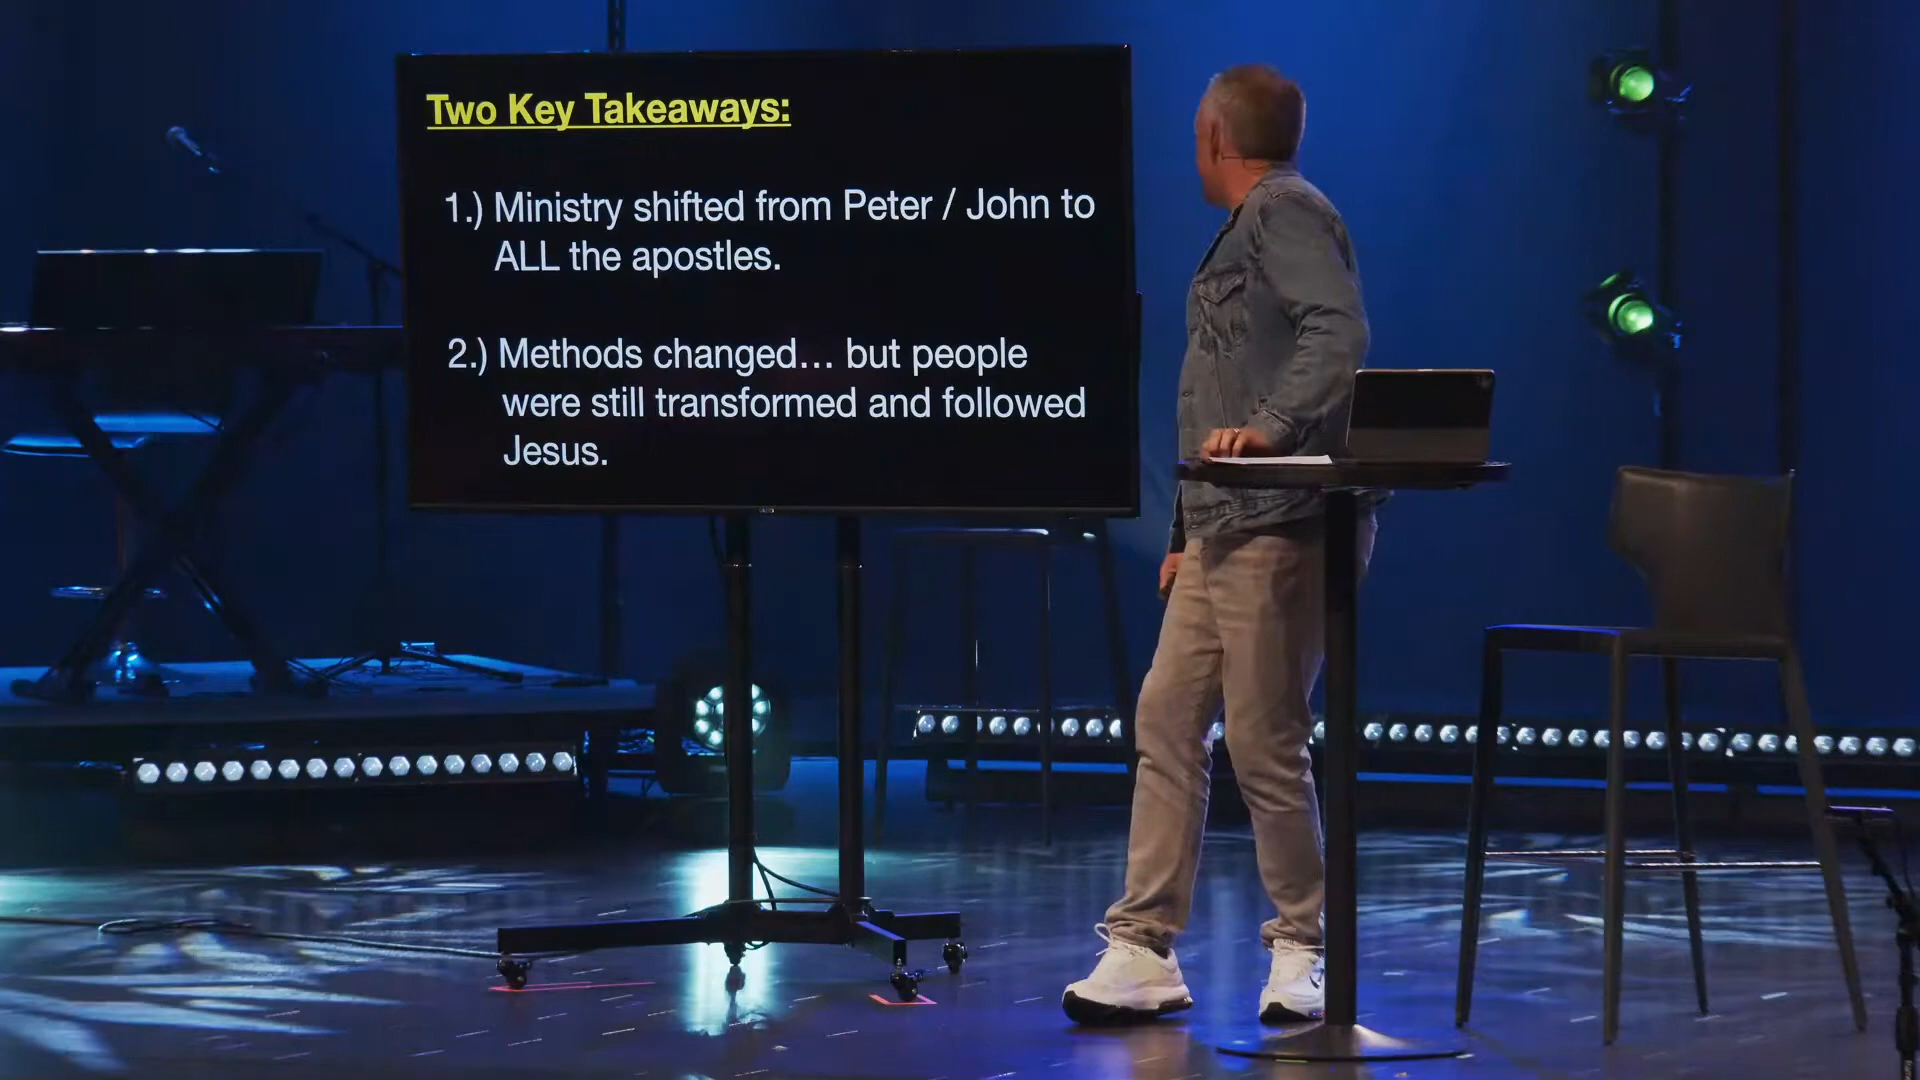 Two Key Takeaways:
1.) Ministry shifted from Peter / John to
ALL the apostles.
2.) Methods changed... but people
were still transformed and followed
Jesus.